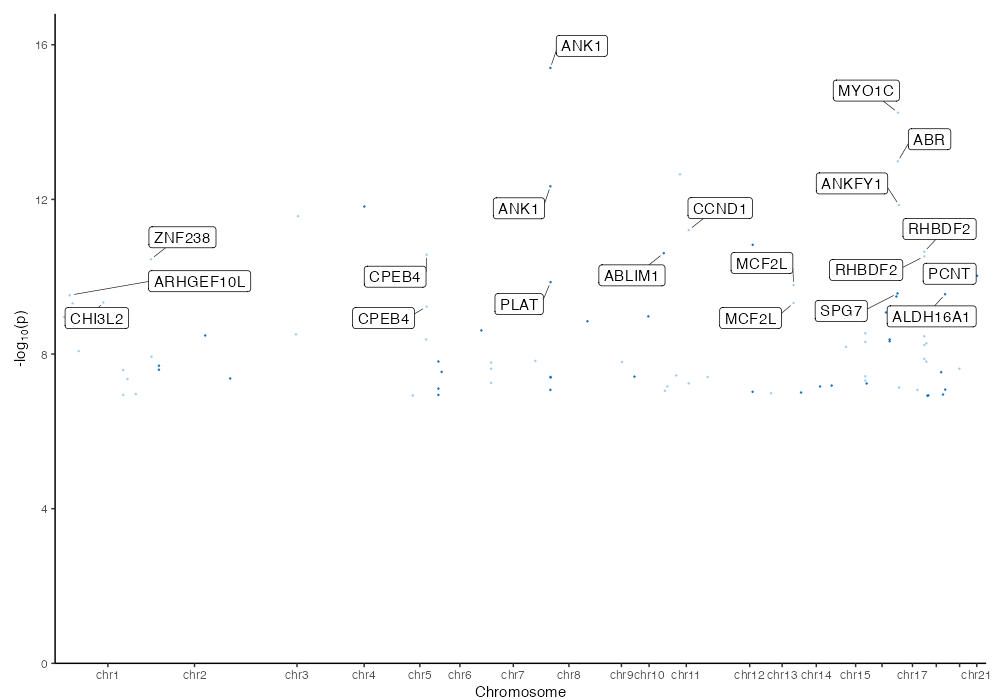 16
ANK1
MYO1C
ABR
12
ANKFY1
ANK1
CCND1
RHBDF2
ZNF238
CPEB4
ABLIM1
MCF2L
RHBDF2
PCNT
ARHGEF10L
CHI3L2
CPEB4
PLAT
MCF2L
SPG7
ALDH16A1
8
4
0
-log10(p)
chr1 chr2 chr3 chr4 chr5 chr6 chr7 chr8 chr9 chr10 chr11 chr12 chr13 chr14 chr15 chr17 chr21
Chromosome